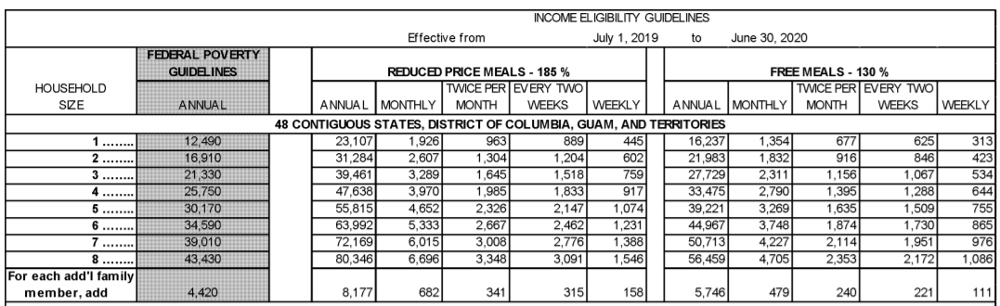 INCOME ELIGIBILITY GUIDELINES
Effective from July 1, 2019 to June 30, 2020
FEDERAL POVERTY
GUIDELINES REDUCED PRICE MEALS - 185 % FREE MEALS - 130 %
HOUSEHOLD TWICE PER EVERY TWO TWICE PER EVERY TWO
SIZE ANNUAL ANNUAL MONTHLY MONTH WEEKS WEEKLY ANNUAL MONTHLY MONTH WEEKS WEEKLY
48 CONTIGUOUS STATES, DISTRICT OF COLUMBIA, GUAM, AND TERRITORIES
1 ........ 12,490 23,107 1,926 963 889 445 16,237 1,354 677 625 313
2 ........ 16,910 31,284 2,607 1,304 1,204 602 21,983 1,832 916 846 423
3 ........ 21,330 39,461 3,289 1,645 1,518 759 27,729 2,311 1,156 1,067 534
4 ........ 25,750 47,638 3,970 1,985 1,833 917 33,475 2,790 1,395 1,288 644
5 ........ 30,170 55,815 4,652 2,326 2,147 1,074 39,221 3,269 1,635 1,509 755
6 ........ 34,590 63,992 5,333 2,667 2,462 1,231 44,967 3,748 1,874 1,730 865
7 ........ 39,010 72,169 6,015 3,008 2,776 1,388 50,713 4,227 2,114 1,951 976
8 ........ 43,430 80,346 6,696 3,348 3,091 1,546 56,459 4,705 2,353 2,172 1,086
For each add'l family
member, add 4,420 8,177 682 341 315 158 5,746 479 240 221 111